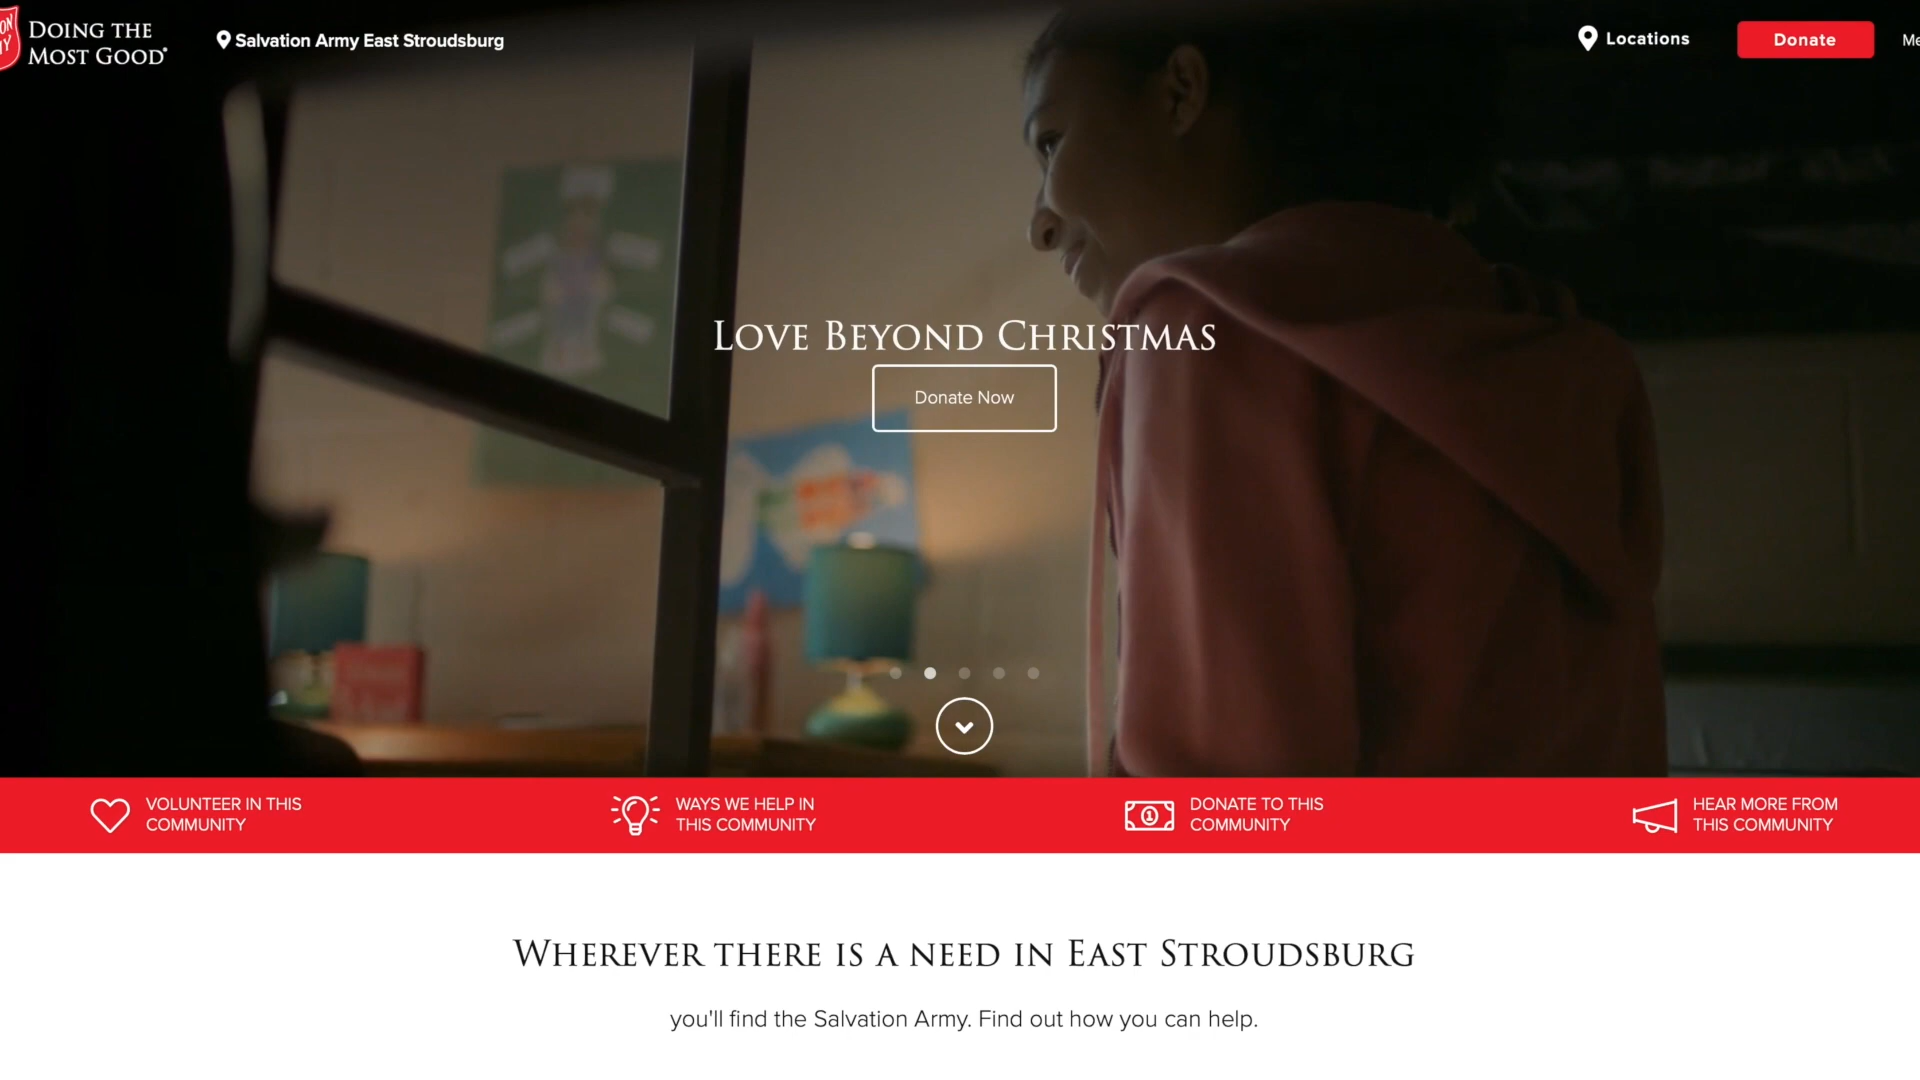 DOING THE
MOST GOOD®
Salvation Army East Stroudsburg
Locations
Donate
LOVE BEYOND CHRISTMAS
Donate Now
VOLUNTEER IN THIS
COMMUNITY
WAYS WE HELP IN
THIS COMMUNITY
DONATE TO THIS
COMMUNITY
HEAR MORE FROM
THIS COMMUNITY
WHEREVER THERE IS A NEED IN EAST STROUDSBURG
you'll find the Salvation Army. Find out how you can help.